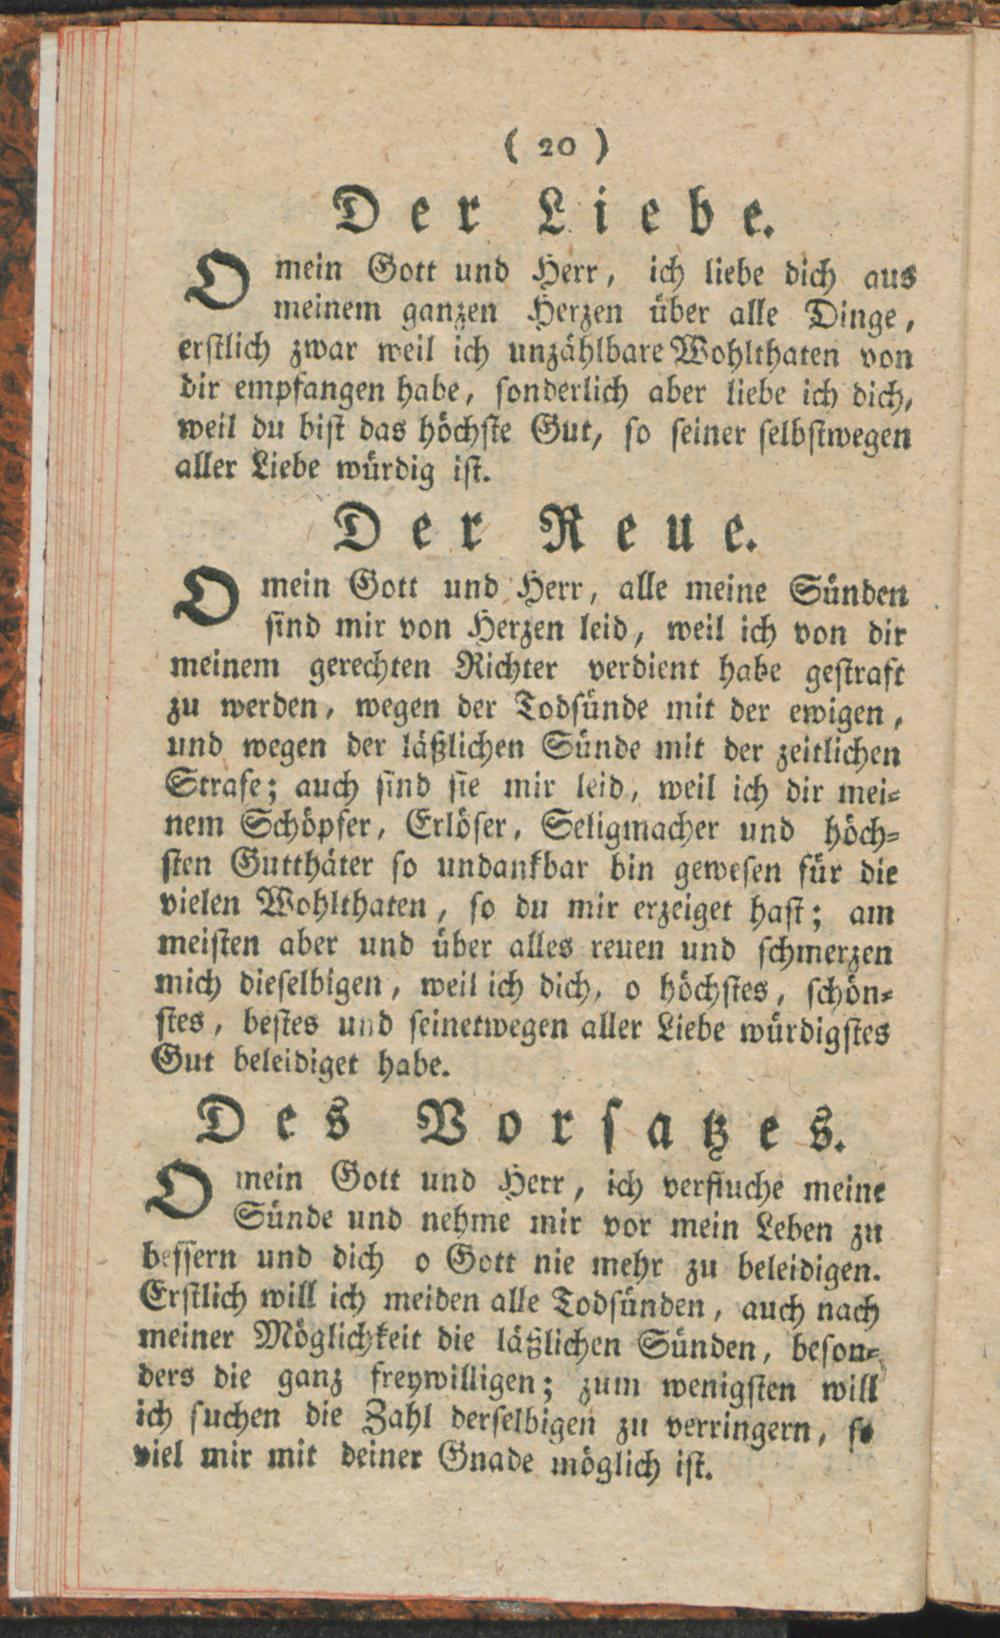 ( 20 )
Der Liebe.
O mein Gott und Herr, ich liebe dich aus
meinem ganzen Herzen über alle Dinge,
erstlich zwar weil ich unzählbare Wohlthaten von
dir empfangen habe, sonderlich aber liebe ich dich,
weil du bist das höchste Gut, so seiner selbstwegen
aller Liebe würdig ist.
Der Reue.
O mein Gott und Herr, alle meine Sünden
sind mir von Herzen leid, weil ich von dir
meinem gerechten Richter verdient habe gestraft
zu werden, wegen der Todsünde mit der ewigen,
und wegen der läßlichen Sünde mit der zeitlichen
Strafe; auch sind sie mir leid, weil ich dir mei-
nem Schöpfer, Erlöser, Seligmacher und höch-
sten Gutthäter so undankbar bin gewesen für die
vielen Wohlthaten, so du mir erzeiget hast; am
meisten aber und über alles reuen und schmerzen
mich dieselbigen, weil ich dich, o höchstes, schön-
stes, bestes und seinetwegen aller Liebe würdigstes
Gut beleidiget habe.
Des Vorsatzes.
O mein Gott und Herr, ich verfluche meine
Sünde und nehme mir vor mein Leben zu
bessern und dich o Gott nie mehr zu beleidigen.
Erstlich will ich meiden alle Todsünden, auch nach
meiner Möglichkeit die läßlichen Sünden, beson-
ders die ganz freywilligen; zum wenigsten will
ich suchen die Zahl derselbigen zu verringern, so
viel mir mit deiner Gnade möglich ist.